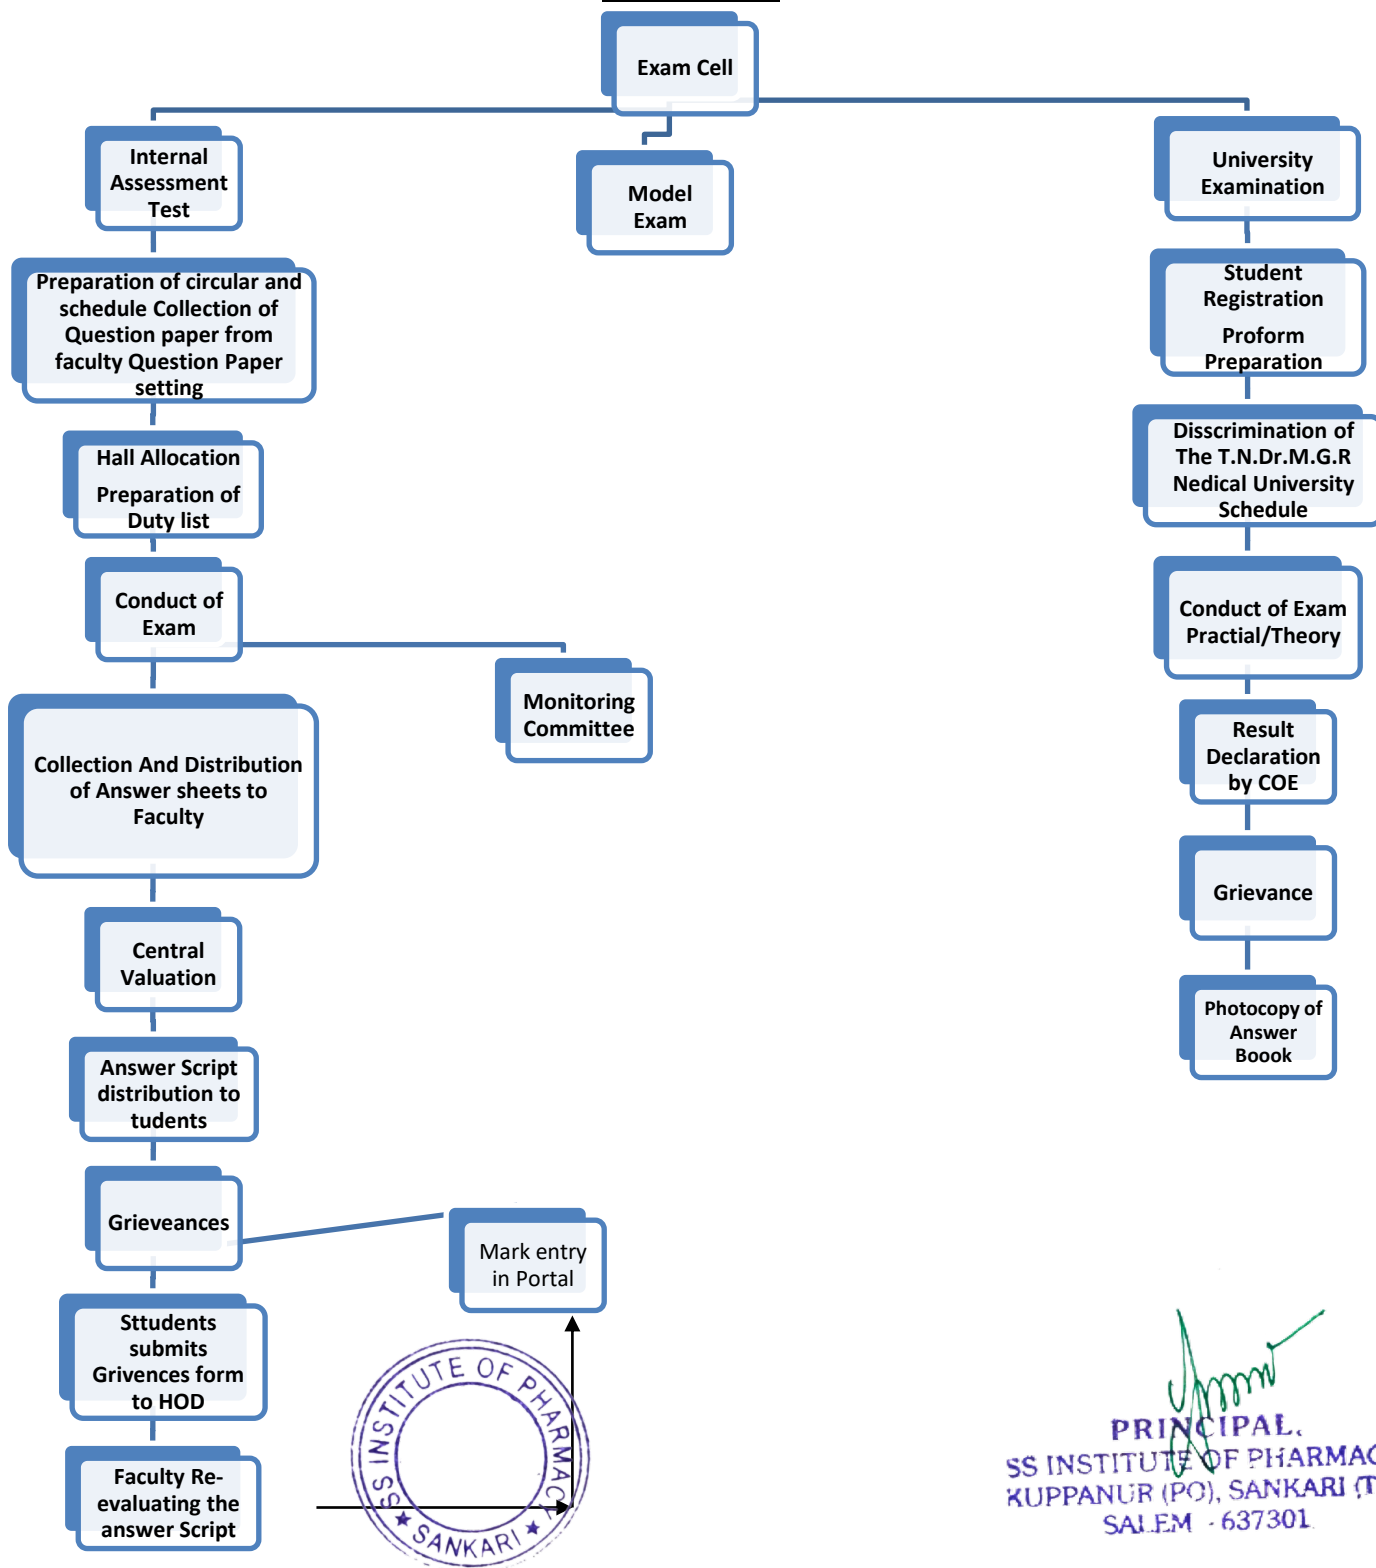 Exam Cell
Internal
Assessment
Test
Model
Exam
University
Examination
Preparation of circular and
schedule Collection of
Question paper from
faculty Question Paper
setting
Student
Registration
Proform
Preparation
Hall Allocation
Preparation of
Duty list
Disscrimination of
The T.N.Dr.M.G.R
Nedical University
Schedule
Conduct of
Exam
Conduct of Exam
Practial/Theory
Monitoring
Committee
Collection And Distribution
of Answer sheets to
Faculty
Result
Declaration
by COE
Grievance
Central
Valuation
Photocopy of
Answer
Boook
Answer Script
distribution to
tudents
Grieveances
Mark entry
in Portal
Sttudents
submits
Grivences form
to HOD
Faculty Re-
evaluating the
answer Script
SS INSTITUTE OF PHARMACY
★ SANKARI ★
PRINCIPAL.
SS INSTITUTE OF PHARMAC
KUPPANUR (PO), SANKARI (T
SALEM - 637301